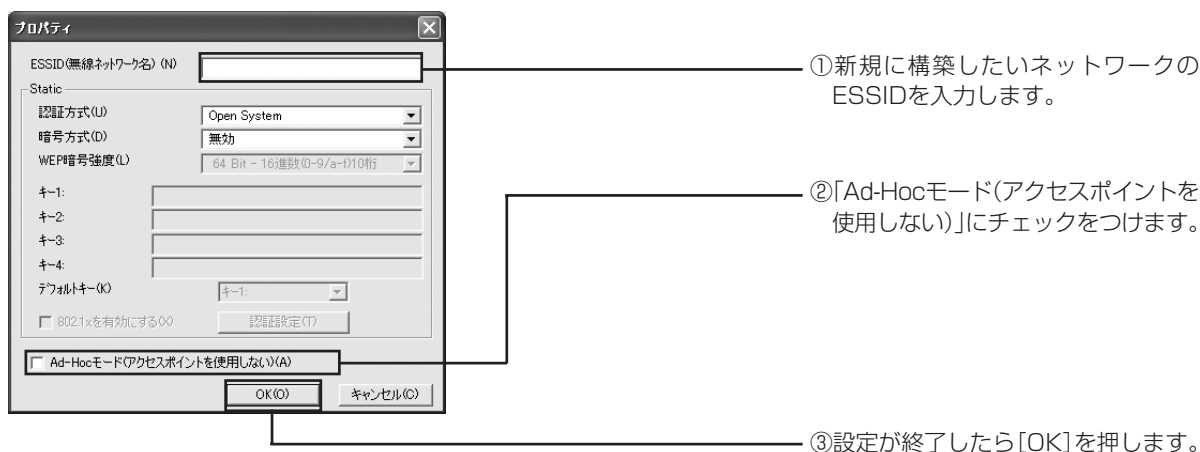 プロパティ
ESSID(無線ネットワーク名) (N)
Static
認証方式(U)
Open System
暗号方式(D)
無効
WEP暗号強度(L)
64 Bit - 16進数(0-9/a-f)10桁
キー1:
キー2:
キー3:
キー4:
デフォルトキー(K)
キー1:
802.1xを有効にする(X)
認証設定(T)
Ad-Hocモード(アクセスポイントを使用しない)(A)
OK(O)
キャンセル(C)
①新規に構築したいネットワークの
ESSIDを入力します。
②「Ad-Hocモード(アクセスポイントを
使用しない)」にチェックをつけます。
③設定が終了したら[OK]を押します。